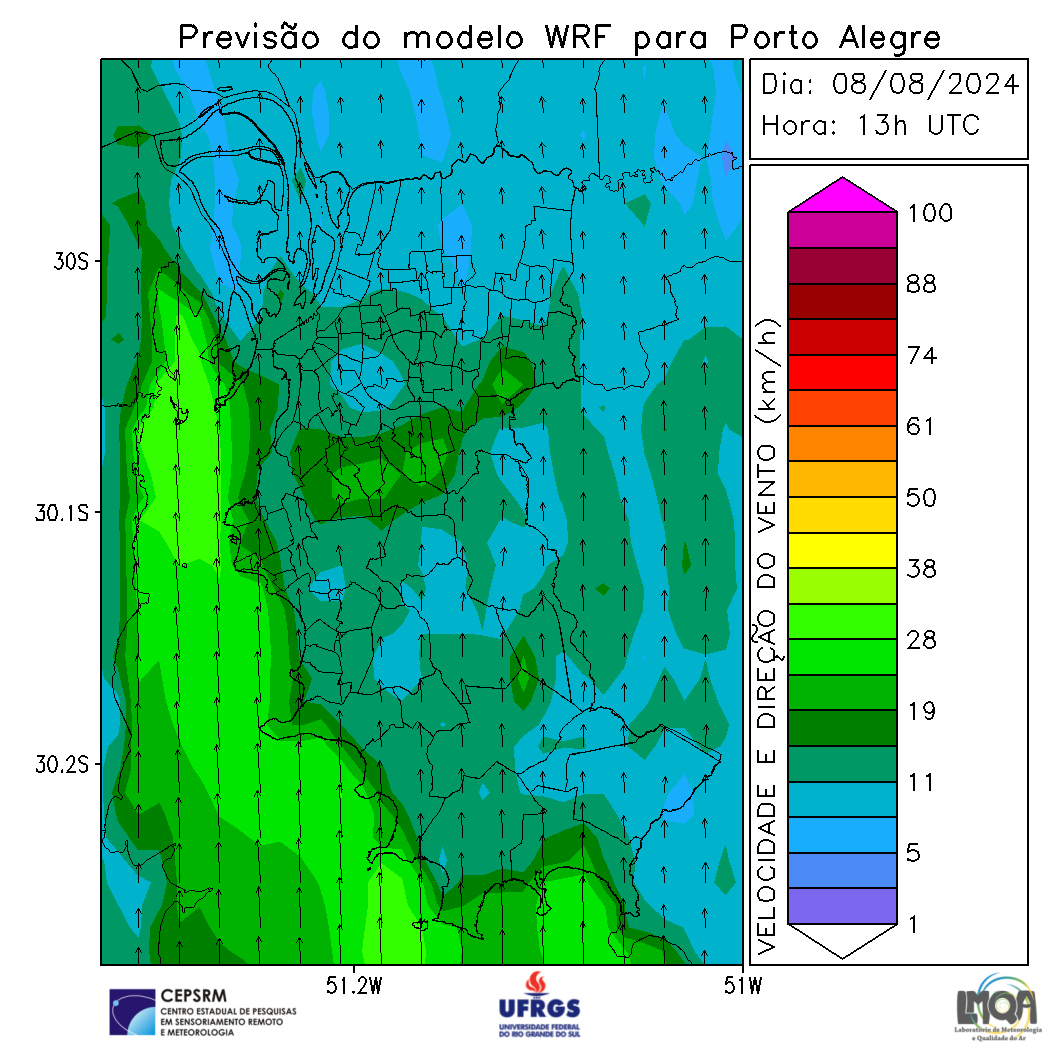 Previsão do modelo WRF para Porto Alegre
Dia: 08/08/2024
Hora: 13h UTC
30S
30.1S
30.2S
51.2W
51W
VELOCIDADE E DIREÇÃO DO VENTO (km/h)
100
88
74
61
50
38
28
19
11
5
1
CEPSRM
CENTRO ESTADUAL DE PESQUISAS
EM SENSORIAMENTO REMOTO
E METEOROLOGIA
UFRGS
UNIVERSIDADE FEDERAL
DO RIO GRANDE DO SUL
LMQA
Laboratório de Meteorologia
e Qualidade do Ar